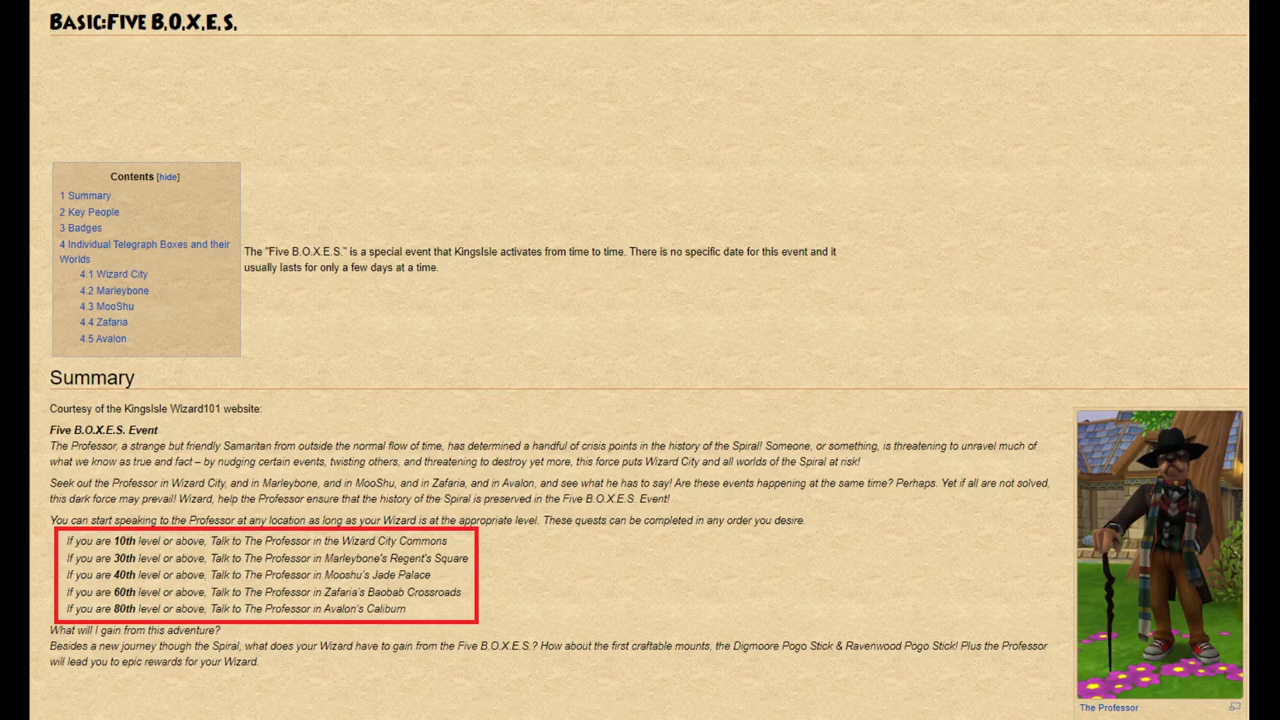 Basic:Five B.O.X.E.S.
Contents [hide]
1 Summary
2 Key People
3 Badges
4 Individual Telegraph Boxes and their
Worlds
4.1 Wizard City
4.2 Marleybone
4.3 MooShu
4.4 Zafaria
4.5 Avalon
The "Five B.O.X.E.S." is a special event that KingsIsle activates from time to time. There is no specific date for this event and it
usually lasts for only a few days at a time.
Summary
Courtesy of the KingsIsle Wizard101 website:
Five B.O.X.E.S. Event
The Professor, a strange but friendly Samaritan from outside the normal flow of time, has determined a handful of crisis points in the history of the Spiral! Someone, or something, is threatening to unravel much of
what we know as true and fact – by nudging certain events, twisting others, and threatening to destroy yet more, this force puts Wizard City and all worlds of the Spiral at risk!
Seek out the Professor in Wizard City, and in Marleybone, and in MooShu, and in Zafaria, and in Avalon, and see what he has to say! Are these events happening at the same time? Perhaps. Yet if all are not solved,
this dark force may prevail! Wizard, help the Professor ensure that the history of the Spiral is preserved in the Five B.O.X.E.S. Event!
You can start speaking to the Professor at any location as long as your Wizard is at the appropriate level. These quests can be completed in any order you desire.
If you are 10th level or above, Talk to The Professor in the Wizard City Commons
If you are 30th level or above, Talk to The Professor in Marleybone's Regent's Square
If you are 40th level or above, Talk to The Professor in Mooshu's Jade Palace
If you are 60th level or above, Talk to The Professor in Zafaria's Baobab Crossroads
If you are 80th level or above, Talk to The Professor in Avalon's Caliburn
What will I gain from this adventure?
Besides a new journey though the Spiral, what does your Wizard have to gain from the Five B.O.X.E.S.? How about the first craftable mounts, the Digmoore Pogo Stick & Ravenwood Pogo Stick! Plus the Professor
will lead you to epic rewards for your Wizard.
The Professor